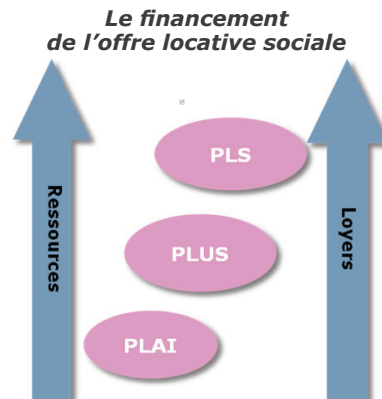 Le financement
de l’offre locative sociale
PLS
Ressources
Loyers
PLUS
PLAI